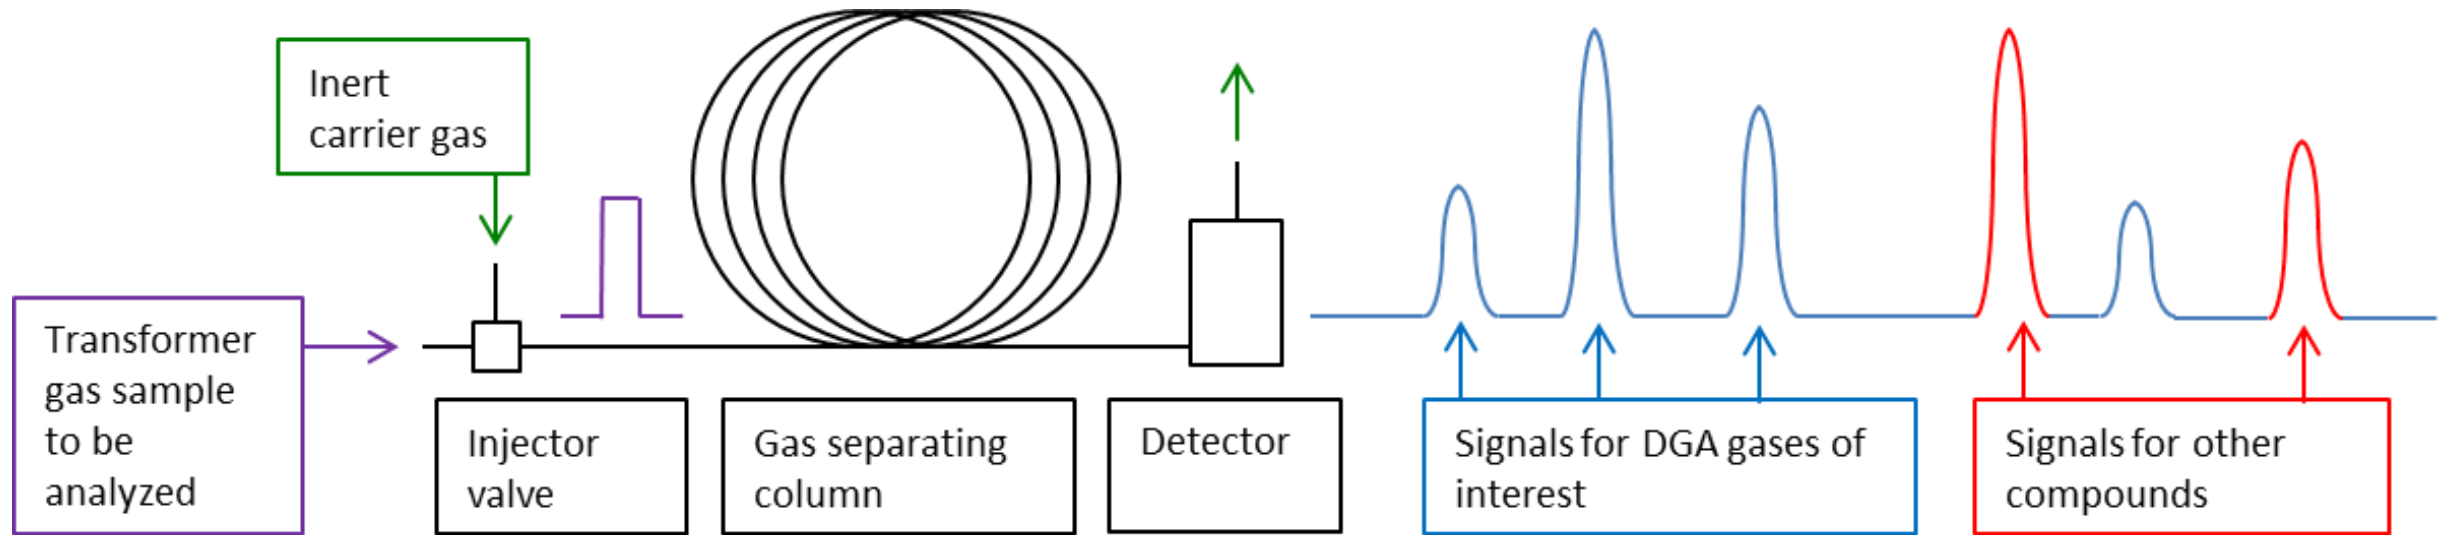 Inert
carrier gas
Transformer
gas sample
to be
analyzed
Injector
valve
Gas separating
column
Detector
Signals for DGA gases of
interest
Signals for other
compounds